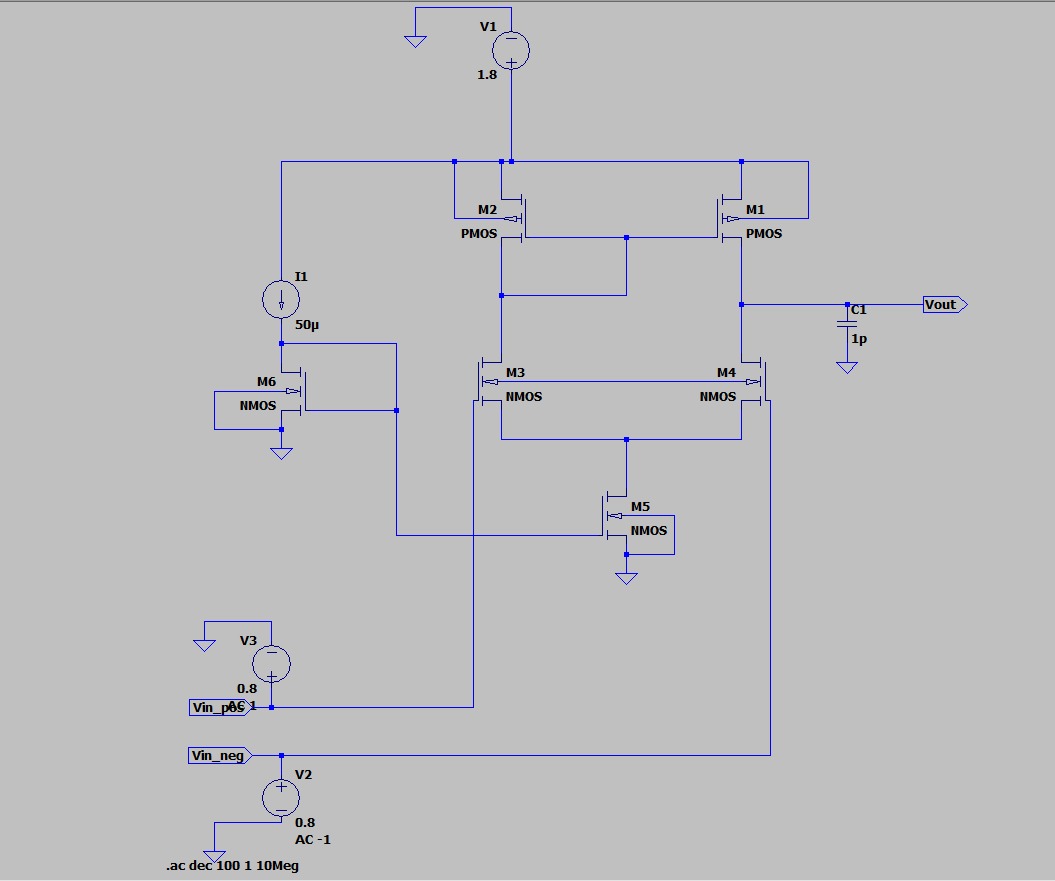 V1
1.8
M2
PMOS
M1
PMOS
I1
50µ
Vout
C1
1p
M6
NMOS
M3
NMOS
M4
NMOS
M5
NMOS
V3
0.8
AC 1
Vin_pos
Vin_neg
V2
0.8
AC -1
.ac dec 100 1 10Meg